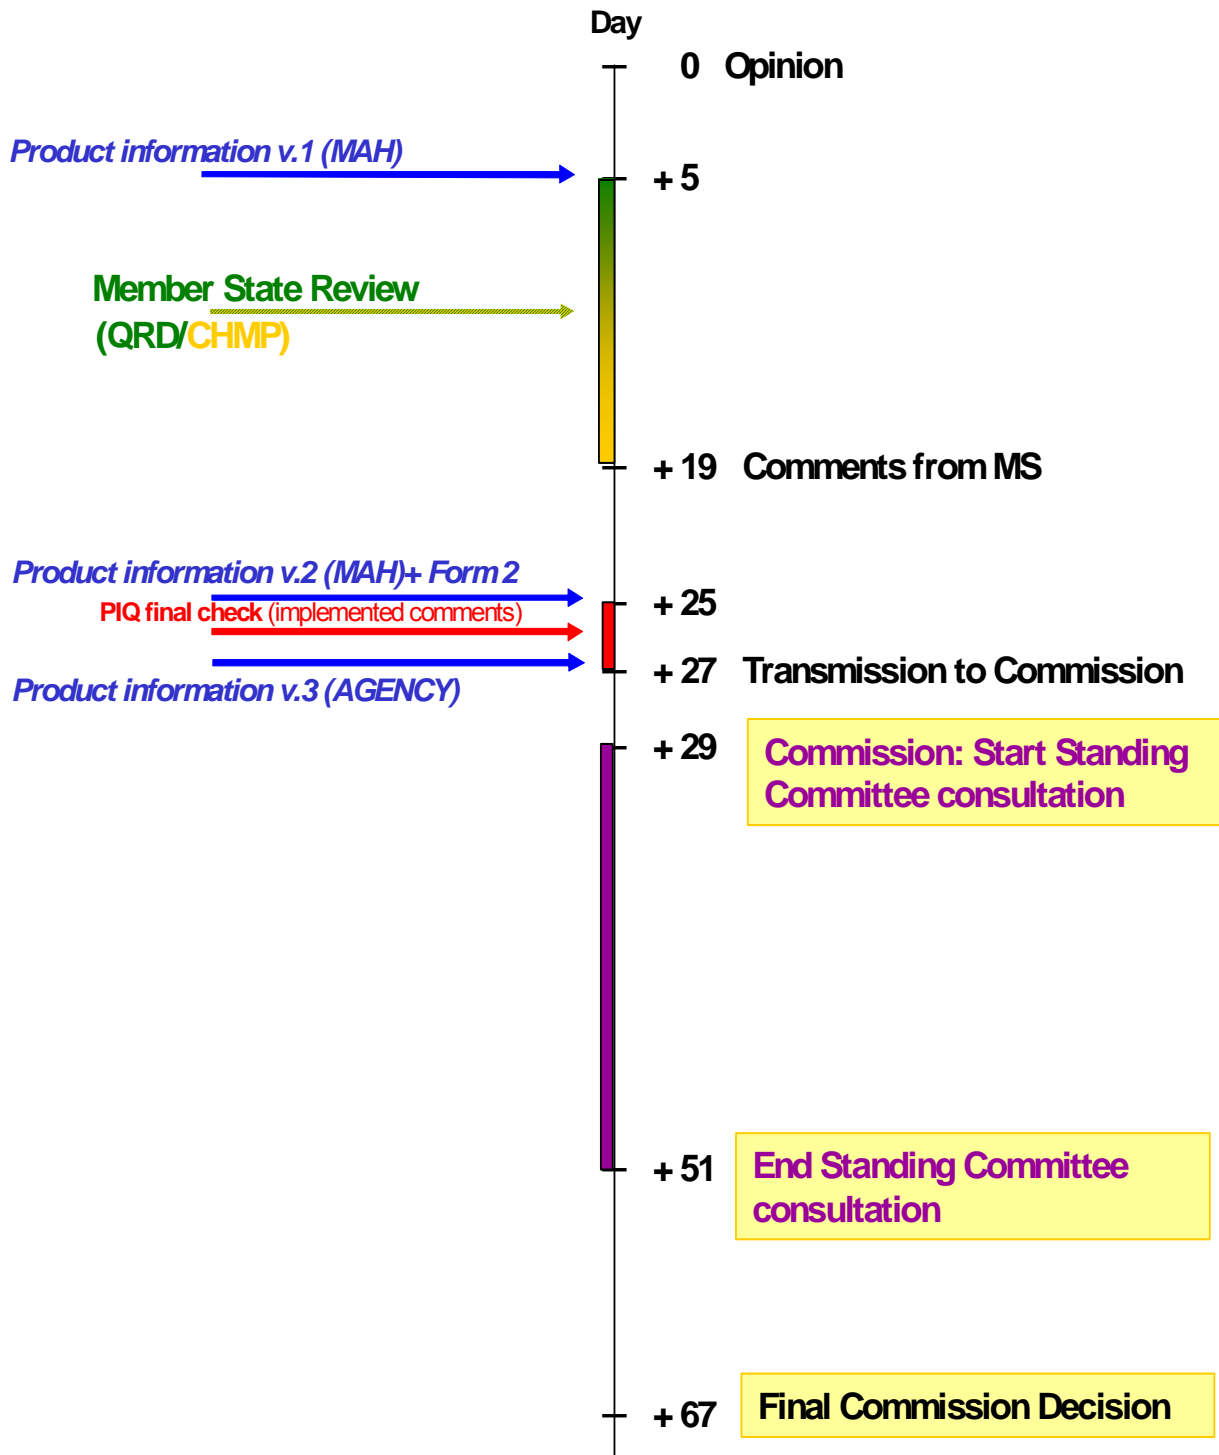 Day
0 Opinion
Product information v.1 (MAH)
+ 5
Member State Review
(QRD/CHMP)
+ 19 Comments from MS
Product information v.2 (MAH)+ Form 2
PIQ final check (implemented comments)
+ 25
+ 27 Transmission to Commission
Product information v.3 (AGENCY)
+ 29
Commission: Start Standing
Committee consultation
+ 51
End Standing Committee
consultation
+ 67
Final Commission Decision